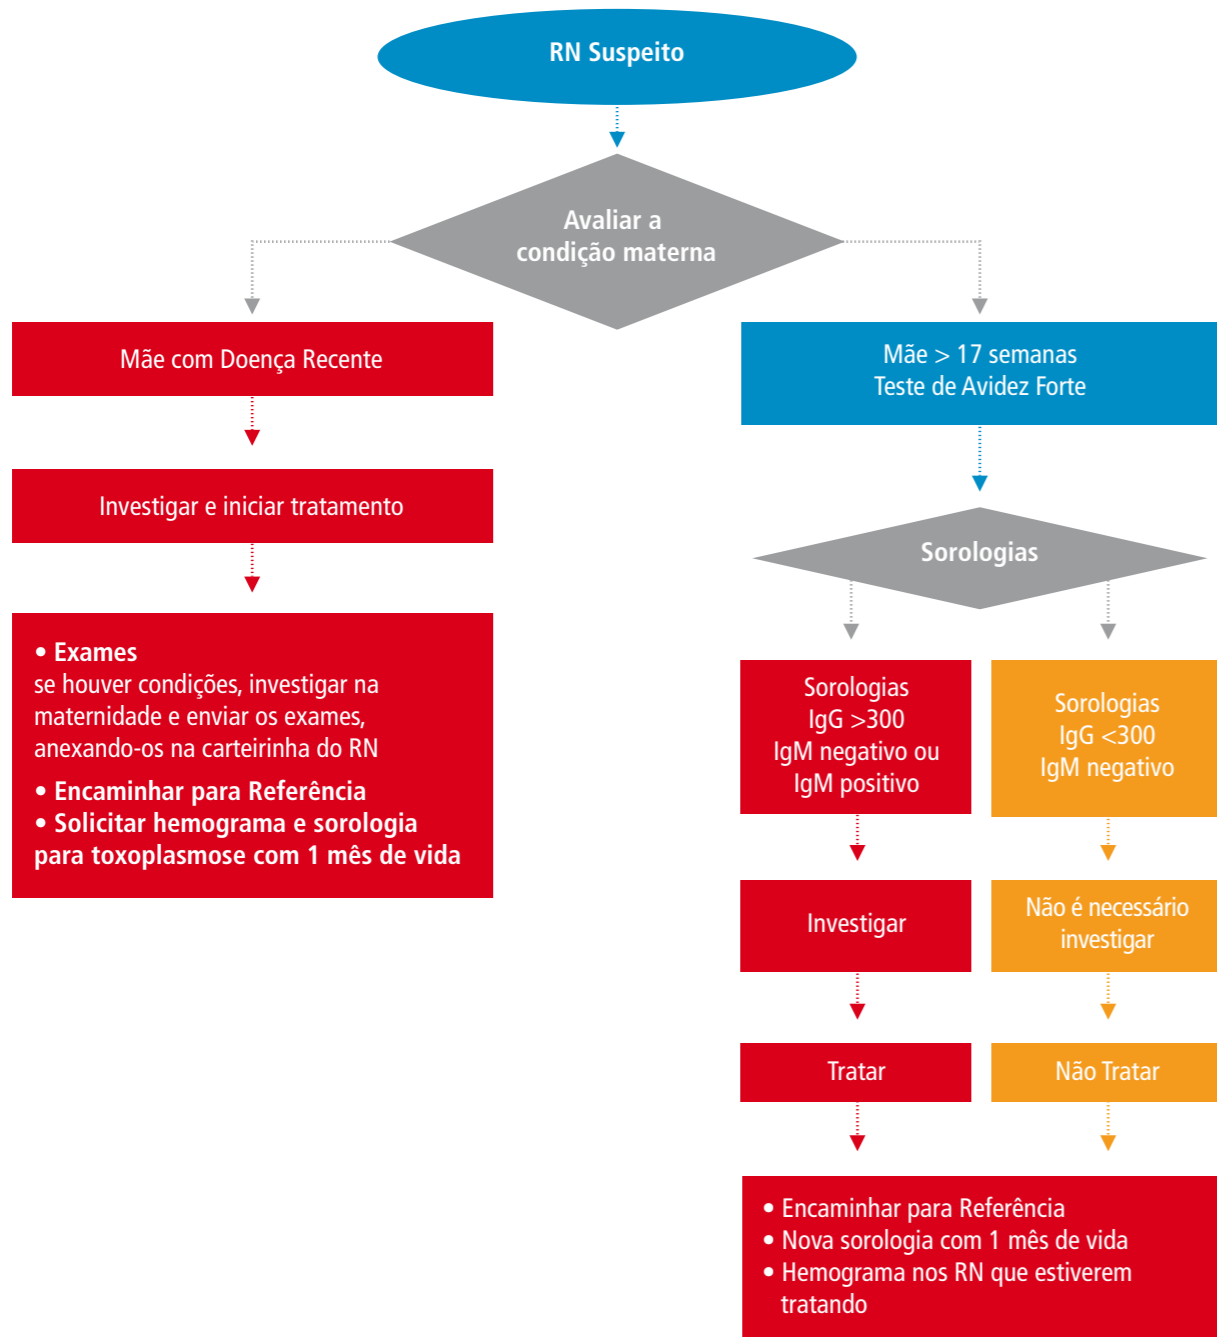 RN Suspeito
Avaliar a
condição materna
Mãe com Doença Recente
Investigar e iniciar tratamento
• Exames
se houver condições, investigar na
maternidade e enviar os exames,
anexando-os na carteirinha do RN
• Encaminhar para Referência
• Solicitar hemograma e sorologia
para toxoplasmose com 1 mês de vida
Mãe > 17 semanas
Teste de Avidez Forte
Sorologias
Sorologias
IgG >300
IgM negativo ou
IgM positivo
Investigar
Tratar
Sorologias
IgG <300
IgM negativo
Não é necessário
investigar
Não Tratar
• Encaminhar para Referência
• Nova sorologia com 1 mês de vida
• Hemograma nos RN que estiverem
tratando